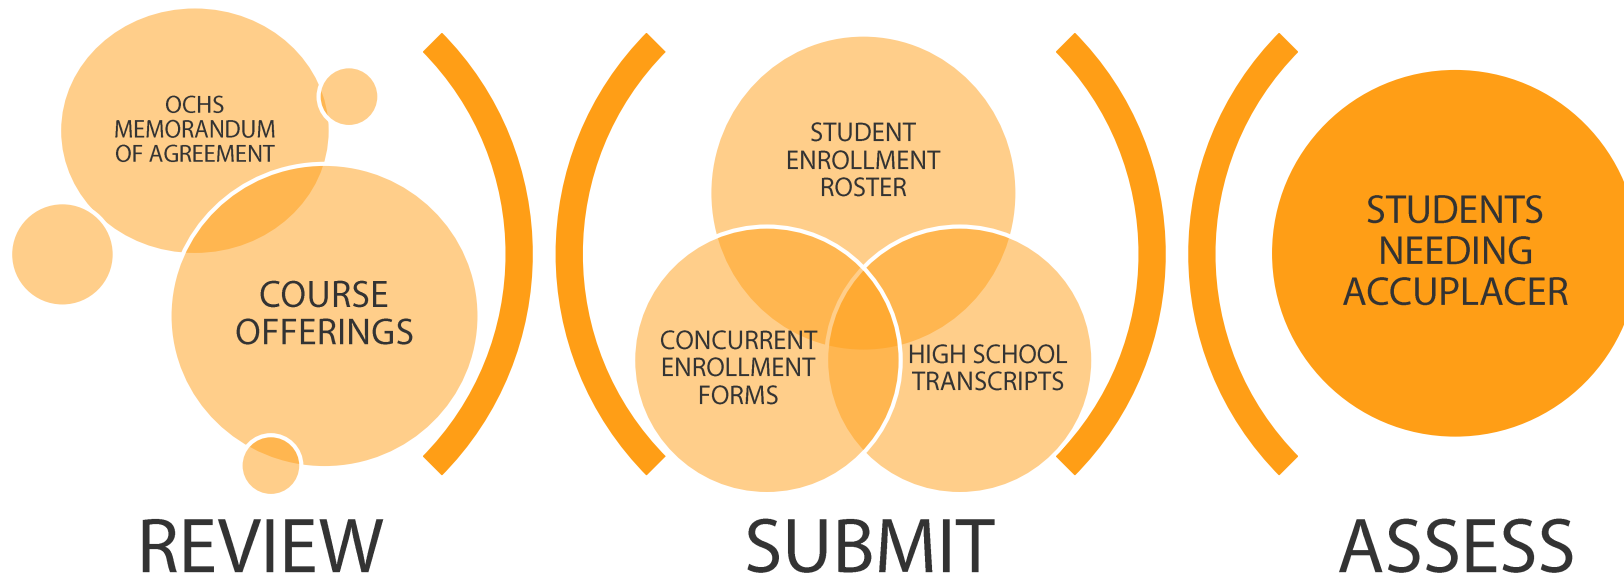 OCHS
MEMORANDUM
OF AGREEMENT
COURSE
OFFERINGS
REVIEW
STUDENT
ENROLLMENT
ROSTER
CONCURRENT
ENROLLMENT
FORMS
HIGH SCHOOL
TRANSCRIPTS
SUBMIT
STUDENTS
NEEDING
ACCUPLACER
ASSESS